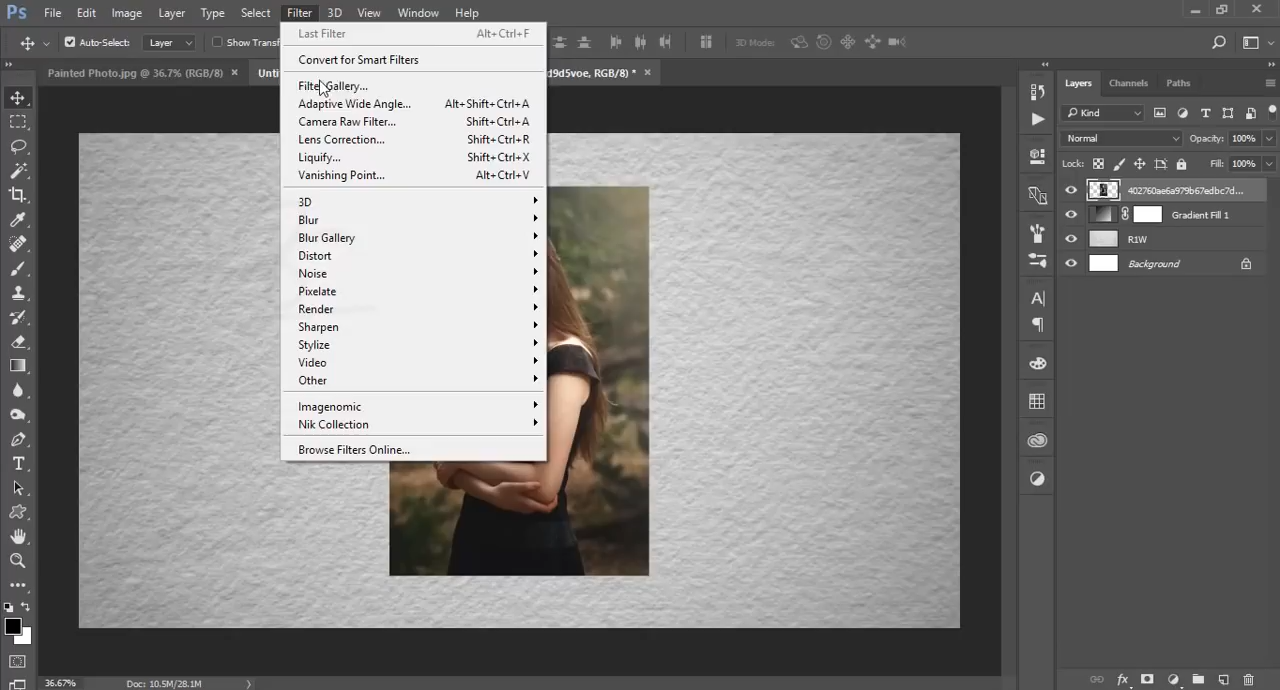 Ps File Edit Image Layer Type Select Filter 3D View Window Help
Auto-Select: Layer Show Transf 3D Mode:
Painted Photo.jpg @ 36.7% (RGB/8) × Unti d9d5voe, RGB/8) * ×
Last Filter Alt+Ctrl+F
Convert for Smart Filters
Filter Gallery...
Adaptive Wide Angle... Alt+Shift+Ctrl+A
Camera Raw Filter... Shift+Ctrl+A
Lens Correction... Shift+Ctrl+R
Liquify... Shift+Ctrl+X
Vanishing Point... Alt+Ctrl+V
3D
Blur
Blur Gallery
Distort
Noise
Pixelate
Render
Sharpen
Stylize
Video
Other
Imagenomic
Nik Collection
Browse Filters Online...
Layers Channels Paths
Kind
Normal Opacity: 100%
Lock: Fill: 100%
402760ae6a979b67edbc7d...
Gradient Fill 1
R1W
Background
36.67% Doc: 10.5M/28.1M